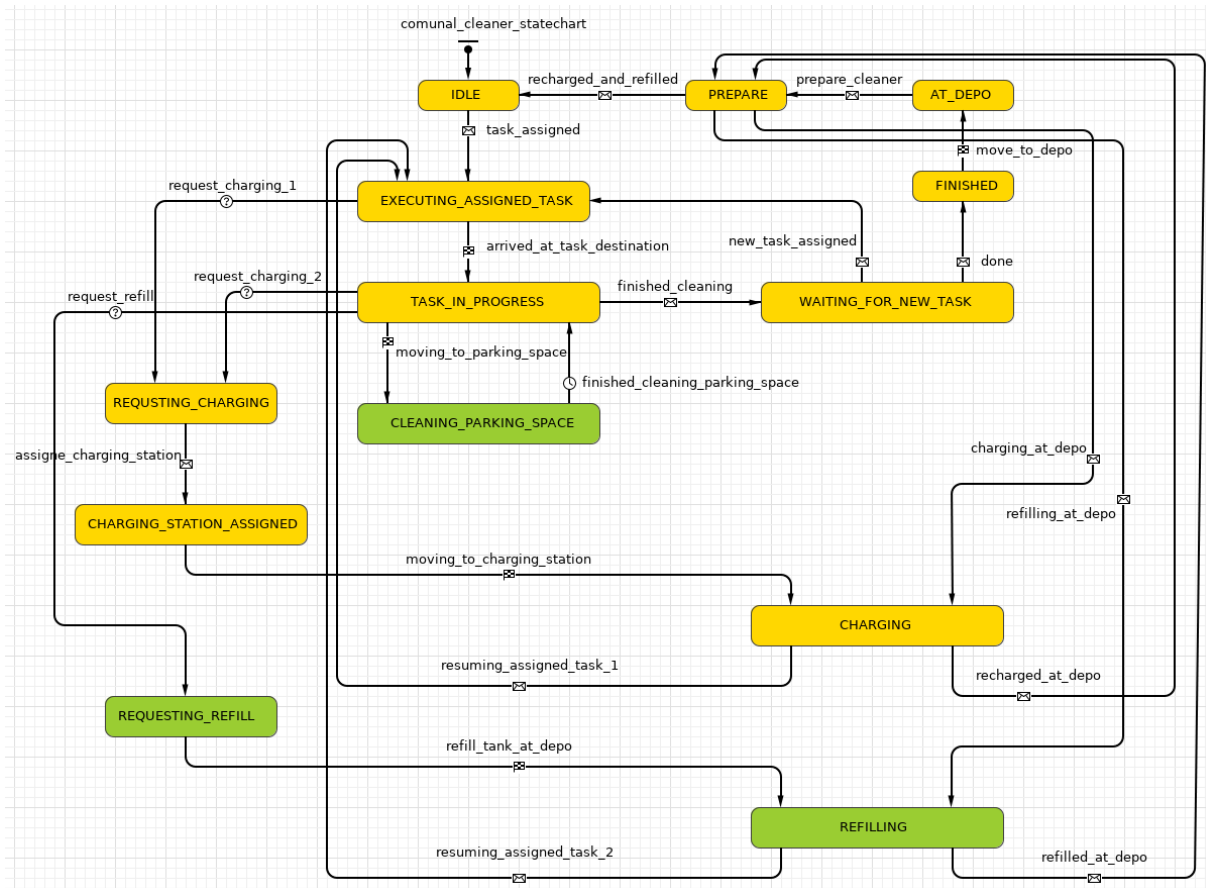 comunal_cleaner_statechart
recharged_and_refilled
prepare_cleaner
IDLE
PREPARE
AT_DEPO
task_assigned
move_to_depo
request_charging_1
EXECUTING_ASSIGNED_TASK
FINISHED
arrived_at_task_destination
new_task_assigned
done
request_charging_2
request_refill
finished_cleaning
TASK_IN_PROGRESS
WAITING_FOR_NEW_TASK
moving_to_parking_space
finished_cleaning_parking_space
REQUSTING_CHARGING
CLEANING_PARKING_SPACE
assigne_charging_station
charging_at_depo
refilling_at_depo
CHARGING_STATION_ASSIGNED
moving_to_charging_station
CHARGING
resuming_assigned_task_1
recharged_at_depo
REQUESTING_REFILL
refill_tank_at_depo
REFILLING
resuming_assigned_task_2
refilled_at_depo